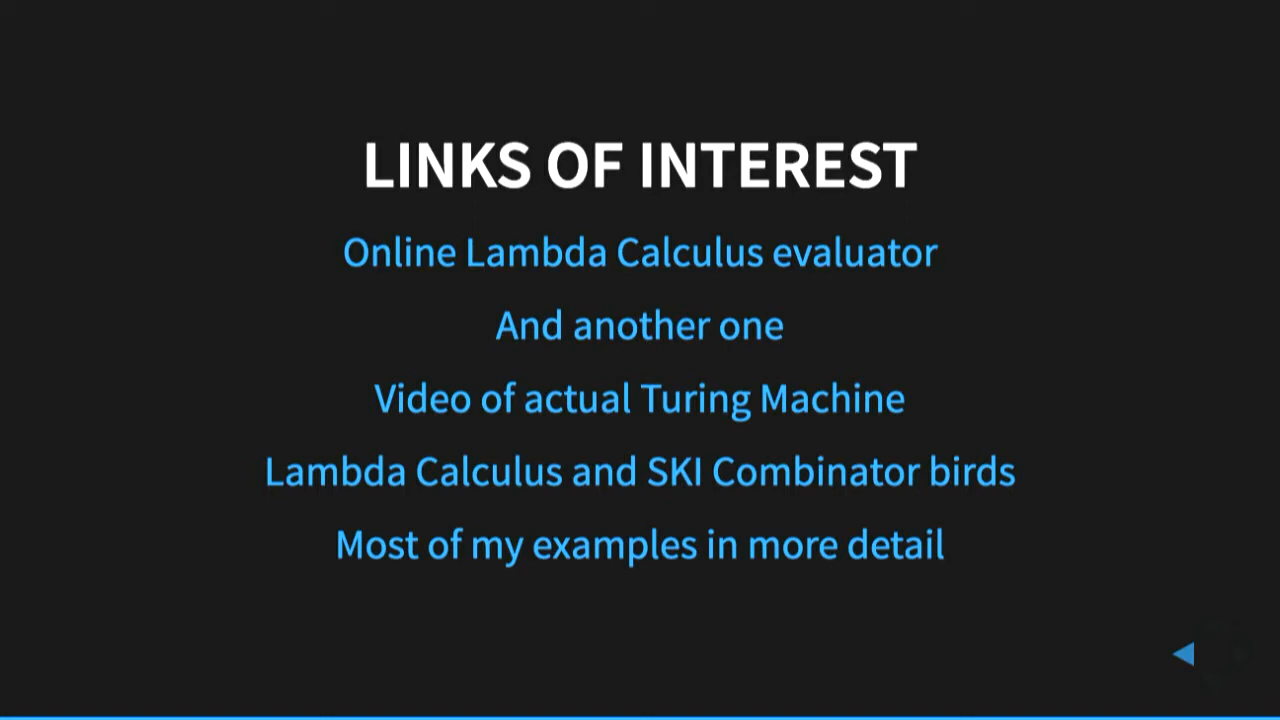 LINKS OF INTEREST
Online Lambda Calculus evaluator
And another one
Video of actual Turing Machine
Lambda Calculus and SKI Combinator birds
Most of my examples in more detail